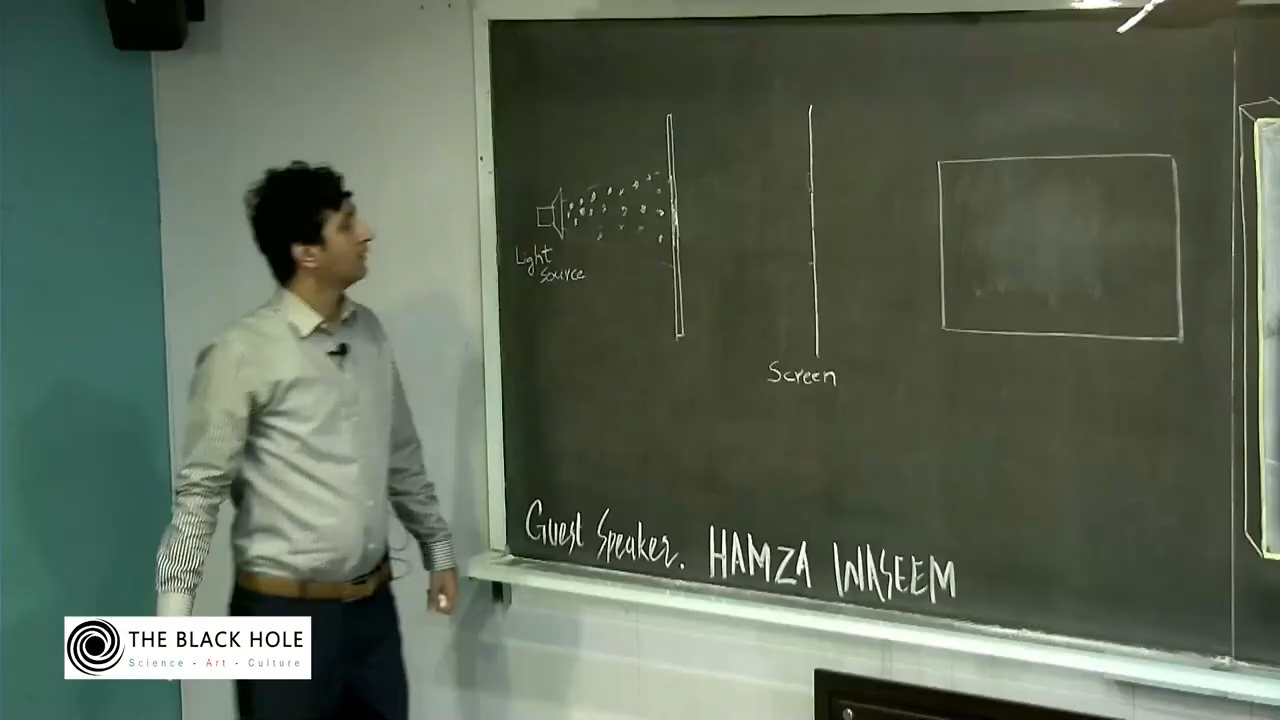 Light
Source
Screen
Guest Speaker. HAMZA WASEEM
THE BLACK HOLE
Science - Art - Culture